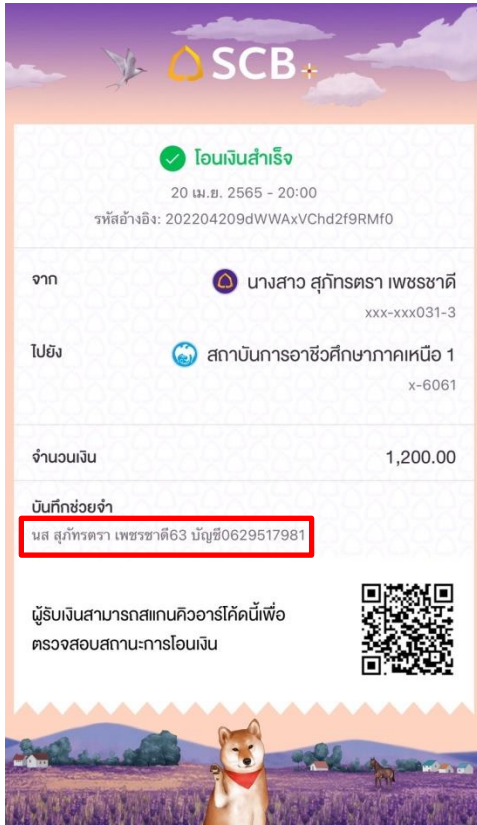 SCB+
โอนเงินสำเร็จ
20 เม.ย. 2565 - 20:00
รหัสอ้างอิง: 202204209dWWAxVChd2f9RMf0
จาก
นางสาว สุภัทรตรา เพชรชาดี
xxx-xxx031-3
ไปยัง
สถาบันการอาชีวศึกษาภาคเหนือ 1
x-6061
จำนวนเงิน 1,200.00
บันทึกช่วยจำ
นส สุภัทรตรา เพชรชาดี63 บัญชี0629517981
ผู้รับเงินสามารถสแกนคิวอาร์โค้ดนี้เพื่อ
ตรวจสอบสถานะการโอนเงิน